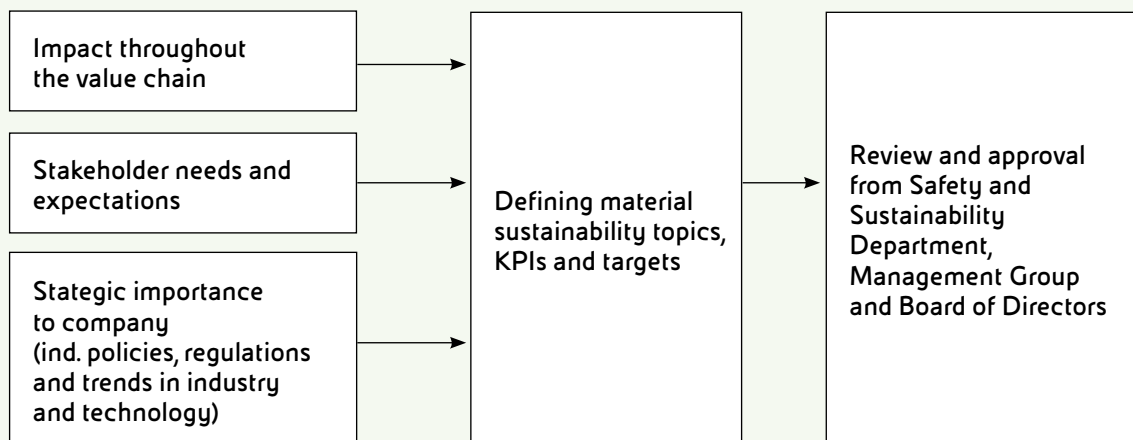 Impact throughout
the value chain
Stakeholder needs and
expectations
Stategic importance
to company
(ind. policies, regulations
and trends in industry
and technology)
Defining material
sustainability topics,
KPIs and targets
Review and approval
from Safety and
Sustainability
Department,
Management Group
and Board of Directors